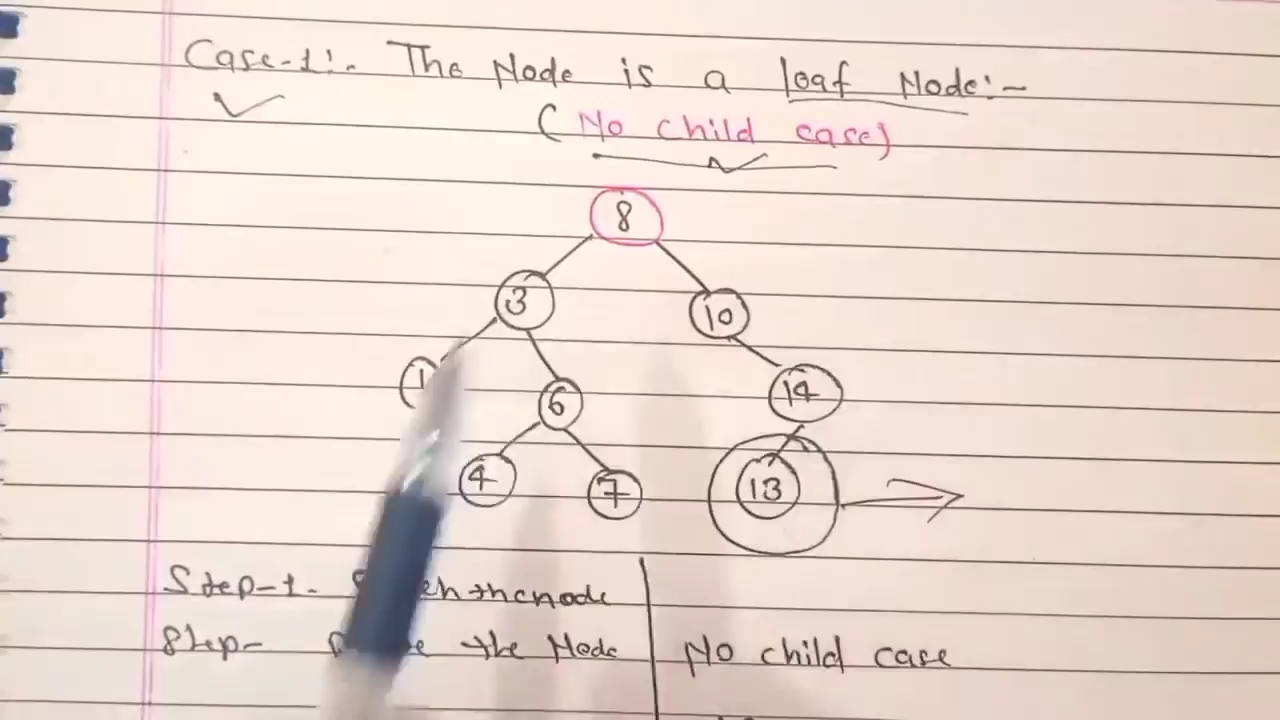 Case-1:- The Node is a leaf Node:-
(No child case)
8
3 10
1 6 14
4 7 13
Step-1. the node
Step- the Node No child case